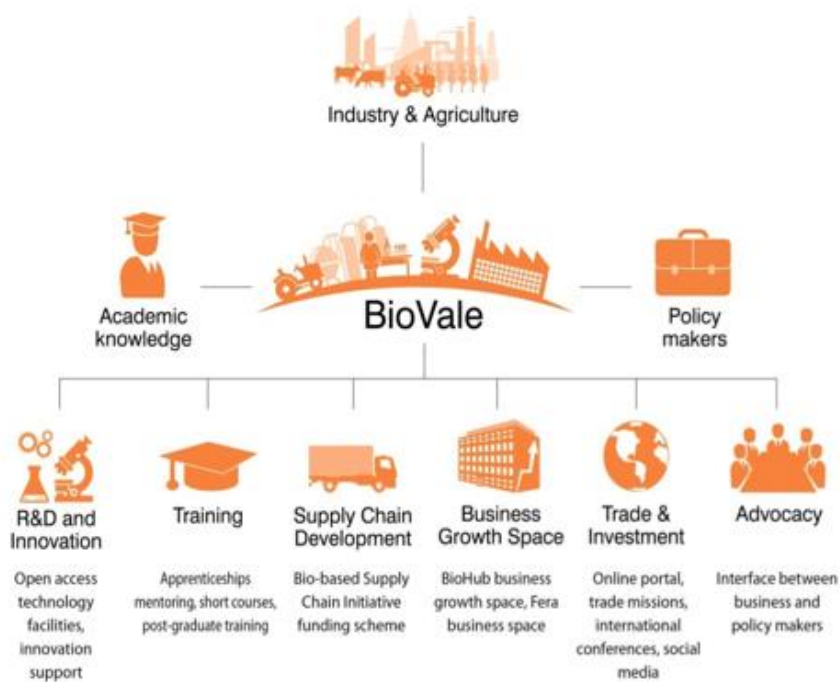 Industry & Agriculture
Academic
knowledge
BioVale
Policy
makers
R&D and
Innovation
Open access
technology
facilities,
innovation
support
Training
Apprenticeships
mentoring, short courses,
post-graduate training
Supply Chain
Development
Bio-based Supply
Chain Initiative
funding scheme
Business
Growth Space
BioHub business
growth space, Fera
business space
Trade &
Investment
Online portal,
trade missions,
international
conferences, social
media
Advocacy
Interface between
business and
policy makers